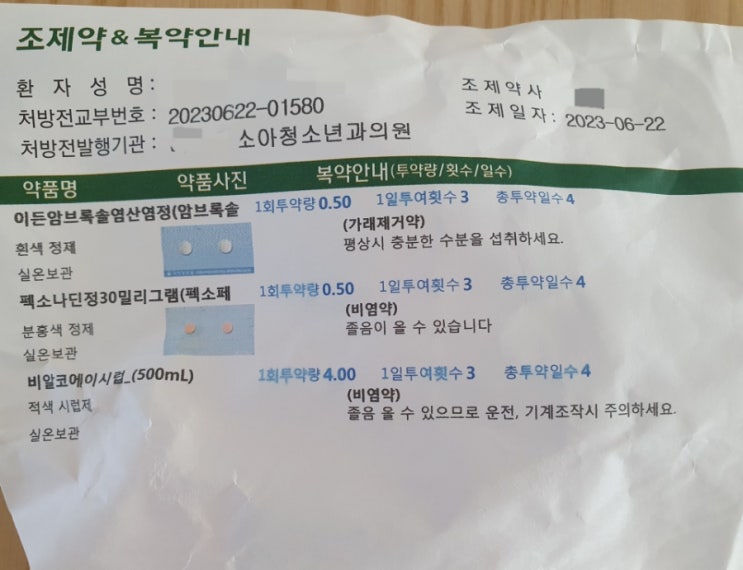 조제약 & 복약안내
환 자 성 명 :
조제약사
처방전교부번호 : 20230622-01580
조제일자 : 2023-06-22
처방전발행기관 : 소아청소년과의원
약품명 약품사진 복약안내(투약량/횟수/일수)
이든암브록솔염산염정(암브록솔 1회투약량 0.50 1일투여횟수 3 총투약일수 4
(가래제거약)
흰색 정제 평상시 충분한 수분을 섭취하세요.
실온보관
펙소나딘정30밀리그램(펙소페 1회투약량 0.50 1일투여횟수 3 총투약일수 4
(비염약)
분홍색 정제 졸음이 올 수 있습니다
실온보관
비알코에이시럽_(500mL) 1회투약량 4.00 1일투여횟수 3 총투약일수 4
(비염약)
적색 시럽제 졸음 올 수 있으므로 운전, 기계조작시 주의하세요.
실온보관